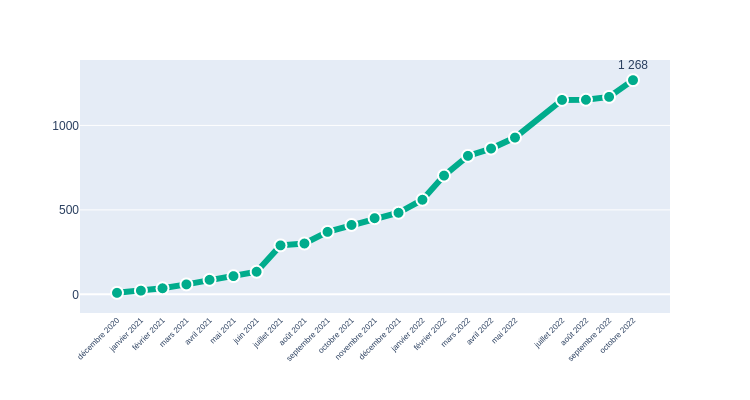 1 268
1000
500
0
décembre 2020
janvier 2021
février 2021
mars 2021
avril 2021
mai 2021
juin 2021
juillet 2021
août 2021
septembre 2021
octobre 2021
novembre 2021
décembre 2021
janvier 2022
février 2022
mars 2022
avril 2022
mai 2022
juillet 2022
août 2022
septembre 2022
octobre 2022